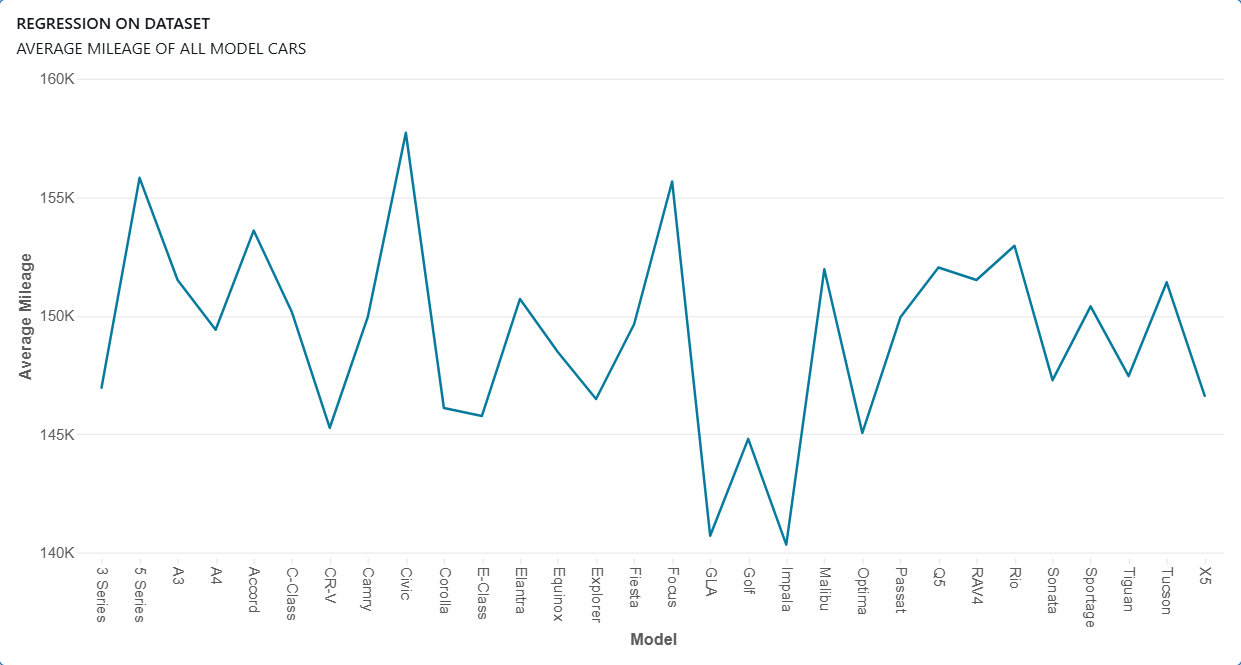 REGRESSION ON DATASET
AVERAGE MILEAGE OF ALL MODEL CARS
160K
155K
150K
145K
140K
Average Mileage
3 Series
5 Series
A3
A4
Accord
C-Class
CR-V
Camry
Civic
Corolla
E-Class
Elantra
Equinox
Explorer
Fiesta
Focus
GLA
Golf
Impala
Malibu
Optima
Passat
Q5
RAV4
Rio
Sonata
Sportage
Tiguan
Tucson
X5
Model